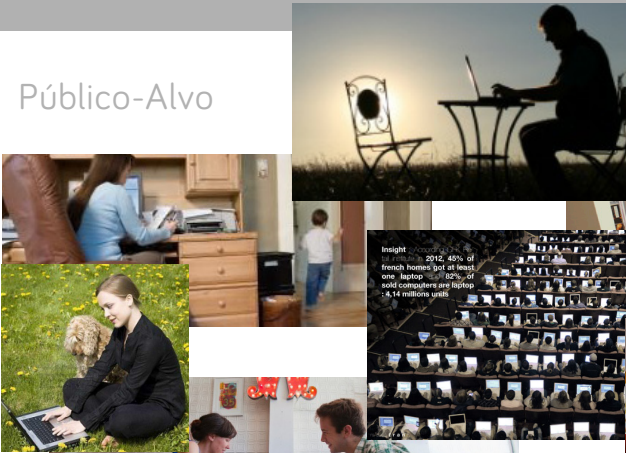 Público-Alvo
Insight
2012, 45% of
french homes got at least
one laptop 82% of
sold computers are laptop
: 4,14 millions units